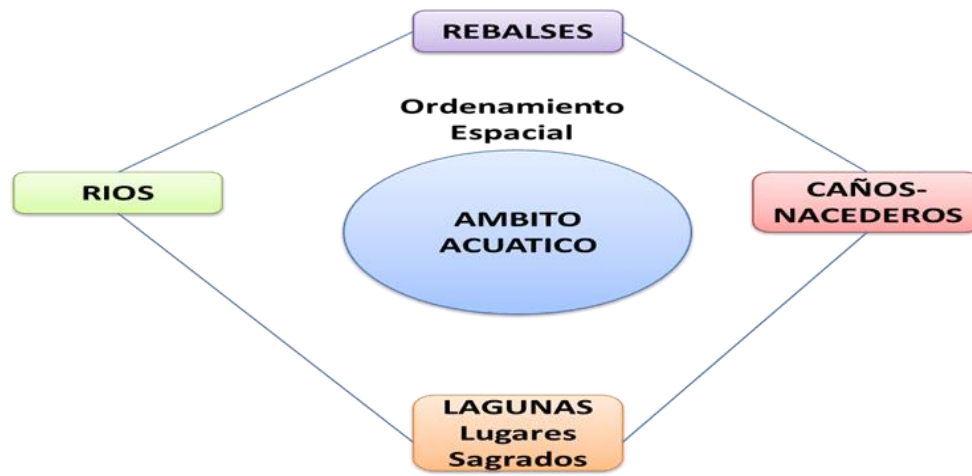 REBALSES
Ordenamiento
Espacial
RIOS
AMBITO
ACUATICO
CAÑOS-
NACEDEROS
LAGUNAS
Lugares
Sagrados